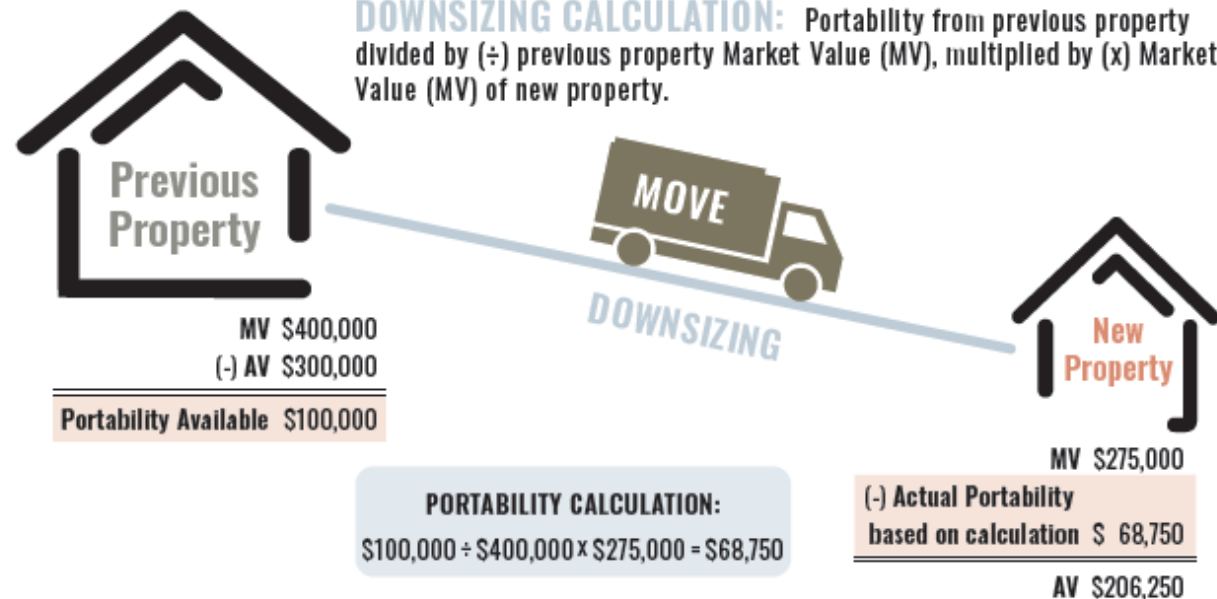 DOWNSIZING CALCULATION: Portability from previous property
divided by (÷) previous property Market Value (MV), multiplied by (x) Market
Value (MV) of new property.
Previous
Property
MOVE
DOWNSIZING
New
Property
MV $400,000
(-) AV $300,000
Portability Available $100,000
PORTABILITY CALCULATION:
$100,000 ÷ $400,000 x $275,000 = $68,750
MV $275,000
(-) Actual Portability
based on calculation $ 68,750
AV $206,250